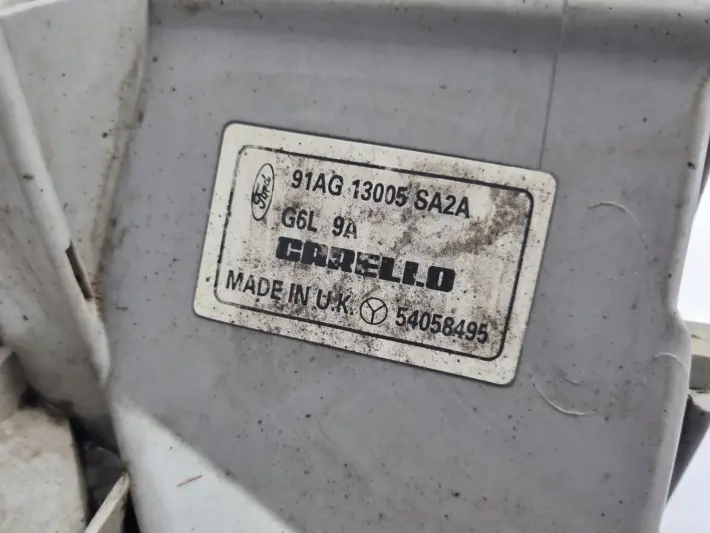 Ford 91AG 13005 SA2A
G6L 9A
CARELLO
MADE IN U.K. 54058495